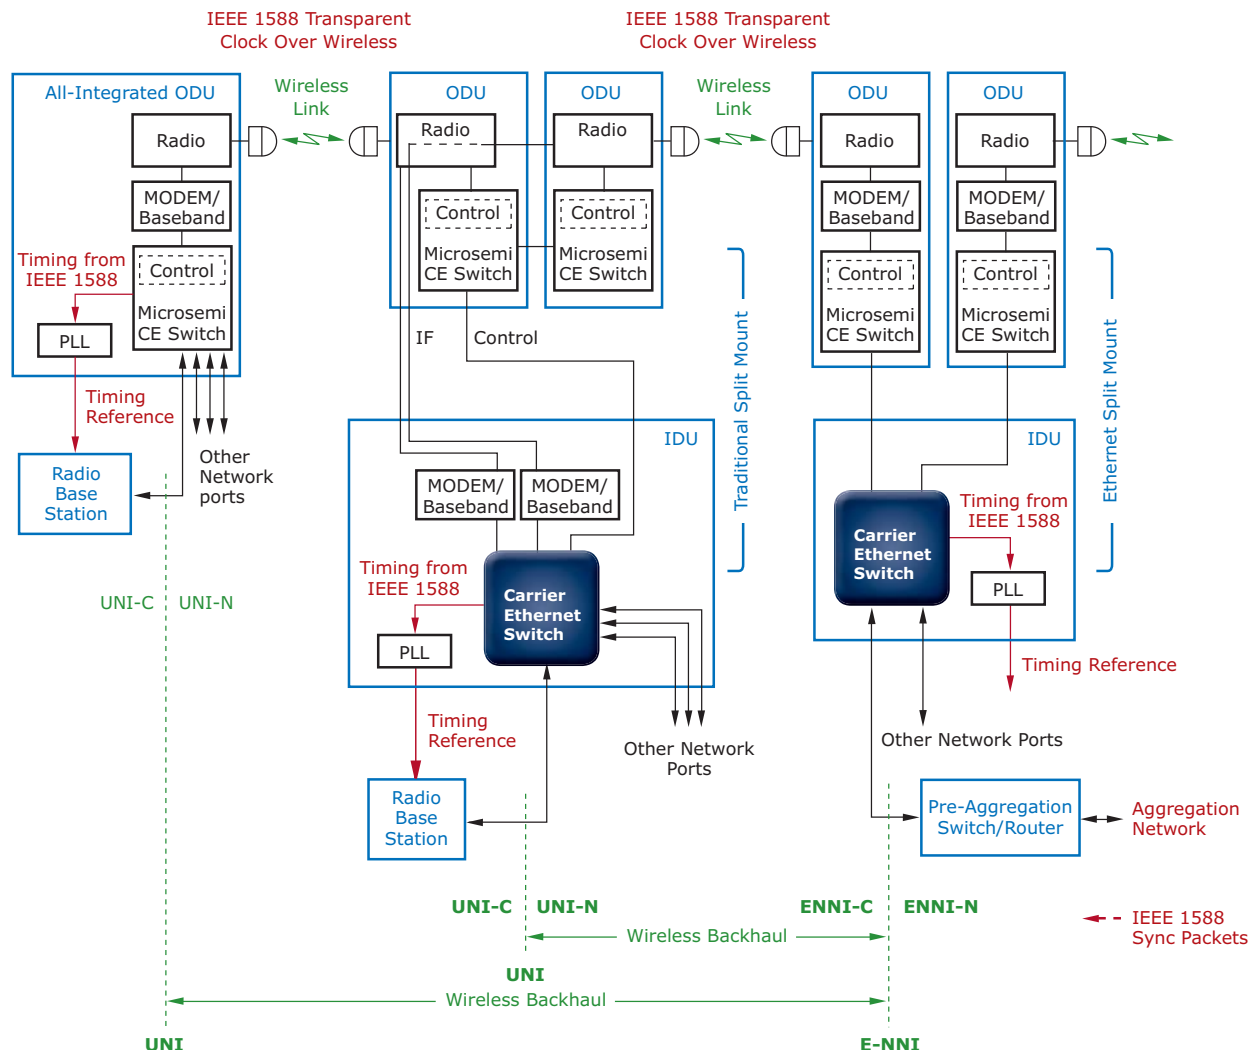 IEEE 1588 Transparent
Clock Over Wireless
IEEE 1588 Transparent
Clock Over Wireless
All-Integrated ODU
Wireless
Link
ODU
ODU
Wireless
Link
ODU
ODU
Radio
Radio
Radio
Radio
Radio
MODEM/
Baseband
MODEM/
Baseband
MODEM/
Baseband
Control
Microsemi
CE Switch
Control
Microsemi
CE Switch
Control
Microsemi
CE Switch
Control
Microsemi
CE Switch
Control
Microsemi
CE Switch
Timing from
IEEE 1588
PLL
Timing
Reference
IF
Control
Traditional Split Mount
Ethernet Split Mount
Radio
Base
Station
Other
Network
ports
IDU
MODEM/
Baseband
MODEM/
Baseband
IDU
Timing from
IEEE 1588
Carrier
Ethernet
Switch
PLL
UNI-C
UNI-N
Timing from
IEEE 1588
Carrier
Ethernet
Switch
PLL
Timing Reference
Timing
Reference
Other Network
Ports
Other Network Ports
Radio
Base
Station
Pre-Aggregation
Switch/Router
Aggregation
Network
UNI-C
UNI-N
ENNI-C
ENNI-N
IEEE 1588
Sync Packets
Wireless Backhaul
UNI
Wireless Backhaul
UNI
E-NNI